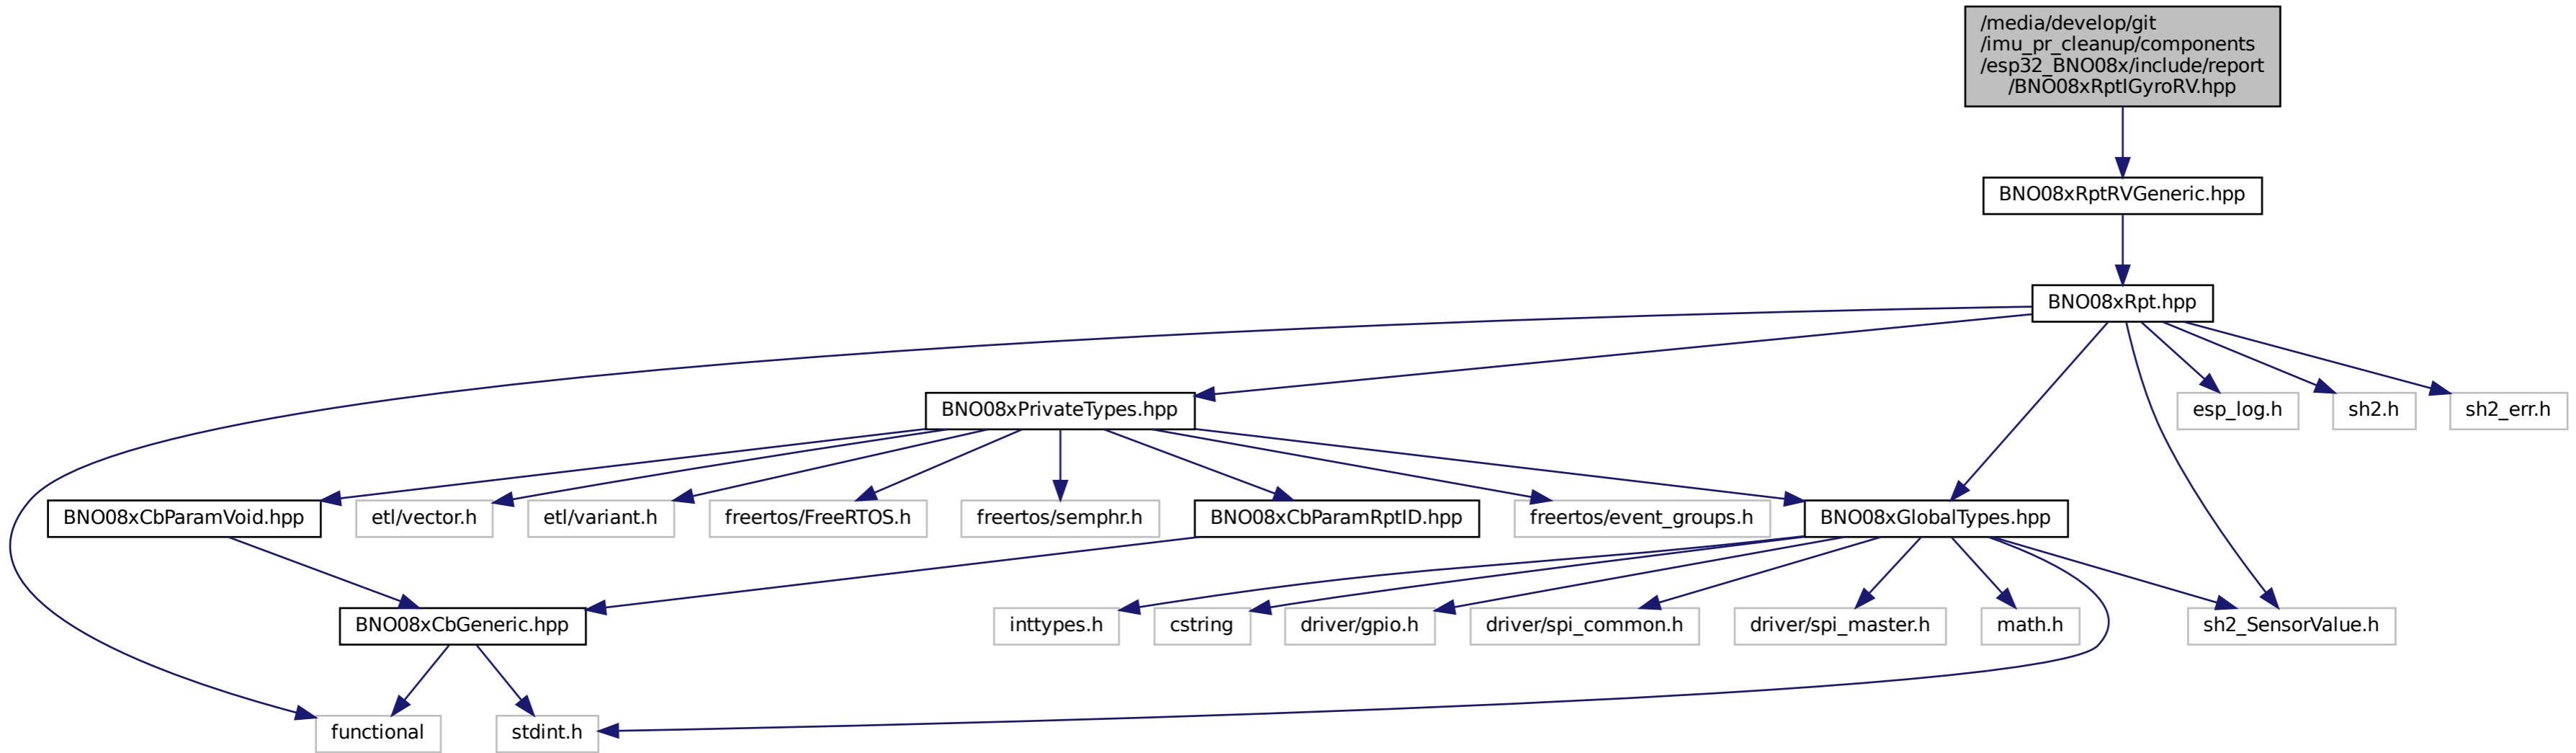 /media/develop/git
/imu_pr_cleanup/components
/esp32_BNO08x/include/report
/BNO08xRptIGyroRV.hpp
BNO08xRptRVGeneric.hpp
BNO08xRpt.hpp
BNO08xPrivateTypes.hpp
esp_log.h
sh2.h
sh2_err.h
BNO08xCbParamVoid.hpp
etl/vector.h
etl/variant.h
freertos/FreeRTOS.h
freertos/semphr.h
BNO08xCbParamRptID.hpp
freertos/event_groups.h
BNO08xGlobalTypes.hpp
BNO08xCbGeneric.hpp
inttypes.h
cstring
driver/gpio.h
driver/spi_common.h
driver/spi_master.h
math.h
sh2_SensorValue.h
functional
stdint.h